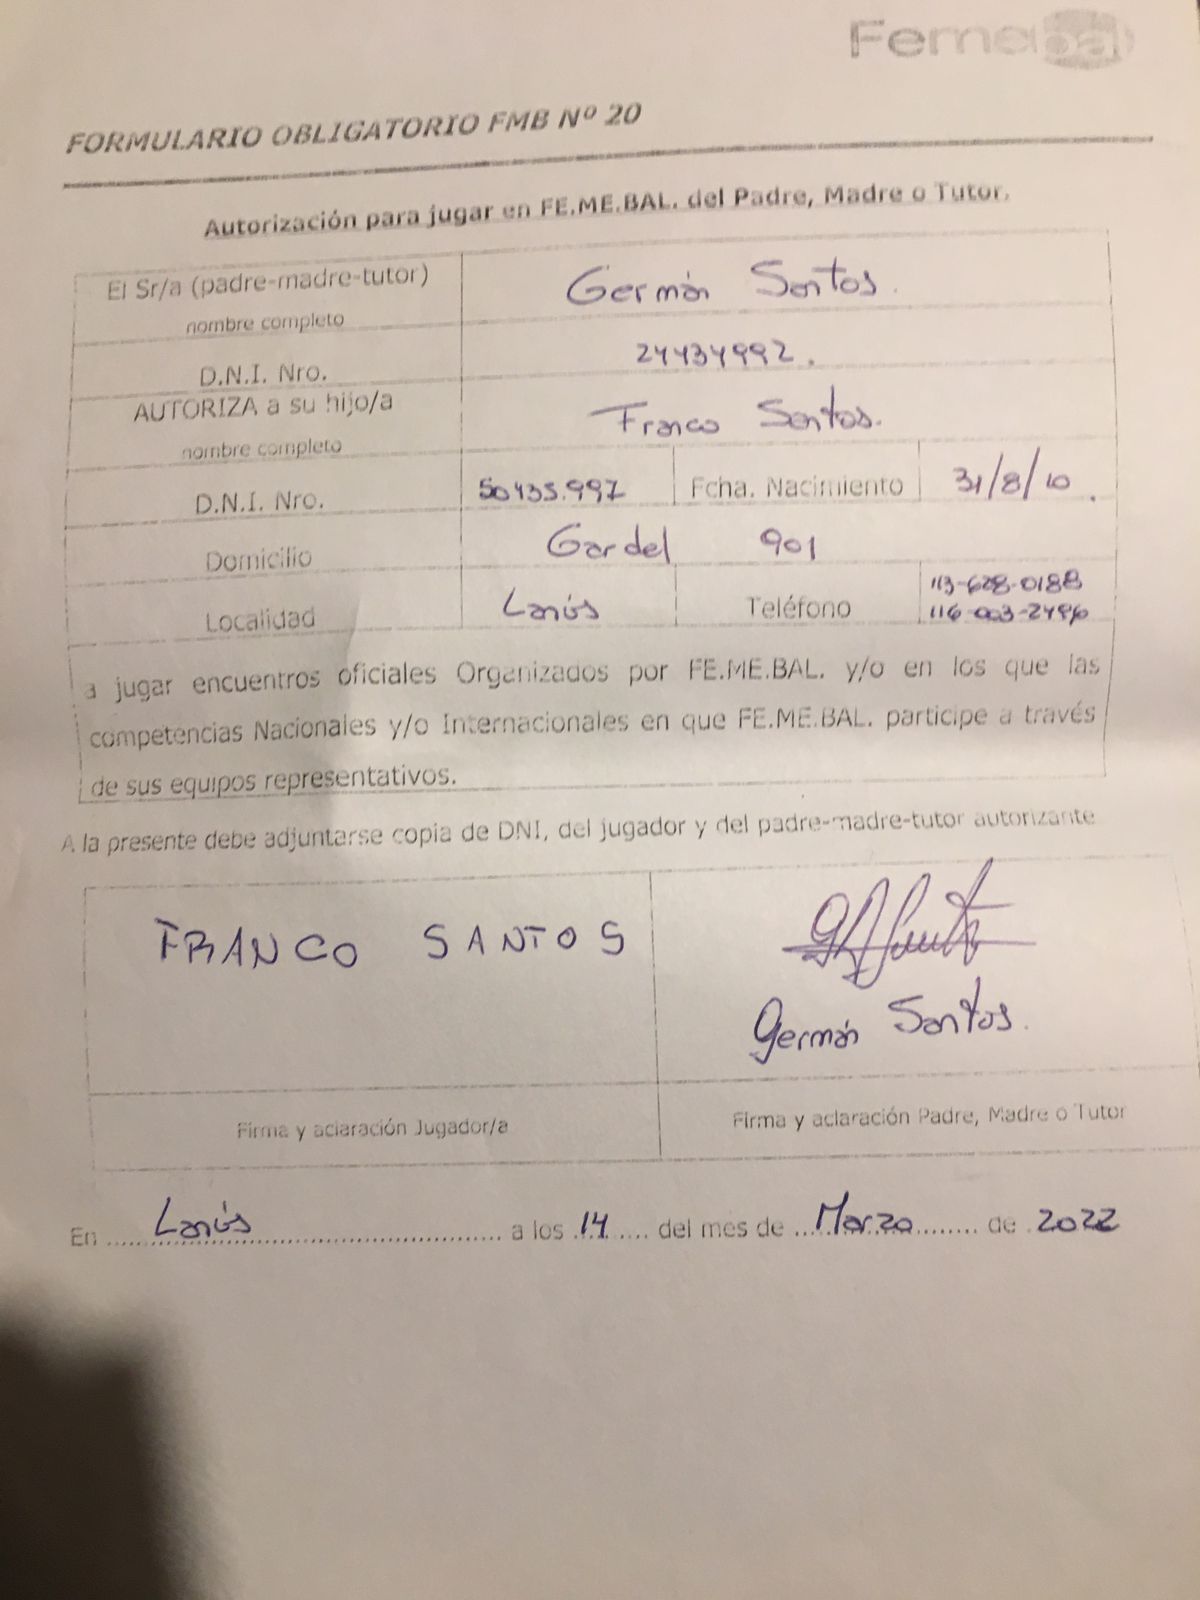 Femebal
FORMULARIO OBLIGATORIO FMB Nº 20
Autorización para jugar en FE.ME.BAL. del Padre, Madre o Tutor.
El Sr/a (padre-madre-tutor)
nombre completo
Germán Santos.
D.N.I. Nro.
24434992.
AUTORIZA a su hijo/a
nombre completo
Franco Santos.
D.N.I. Nro. 50435.997 Fcha. Nacimiento 31/8/10.
Domicilio Gardel 901
Localidad Lanús Teléfono 113-628-0188
116-003-2496
a jugar encuentros oficiales Organizados por FE.ME.BAL. y/o en los que las
competencias Nacionales y/o Internacionales en que FE.ME.BAL. participe a través
de sus equipos representativos.
A la presente debe adjuntarse copia de DNI, del jugador y del padre-madre-tutor autorizante
FRANCO SANTOS
Germán Santos.
Firma y aclaración Jugador/a
Firma y aclaración Padre, Madre o Tutor
En Lanús a los 14 del mes de Marzo de 2022